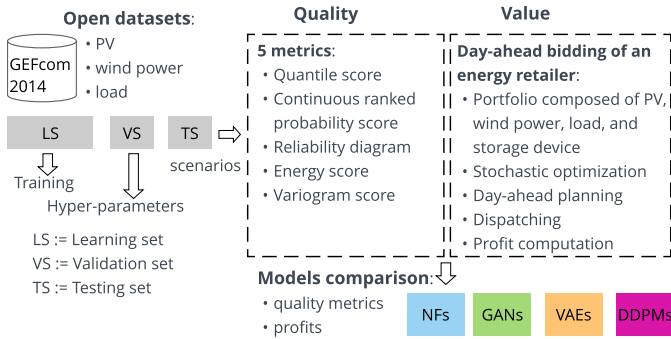 Open datasets:
GEFcom
2014
• PV
• wind power
• load
LS
VS
TS
scenarios
Training
Hyper-parameters
LS := Learning set
VS := Validation set
TS := Testing set
Quality
5 metrics:
• Quantile score
• Continuous ranked
probability score
• Reliability diagram
• Energy score
• Variogram score
Value
Day-ahead bidding of an
energy retailer:
• Portfolio composed of PV,
wind power, load, and
storage device
• Stochastic optimization
• Day-ahead planning
• Dispatching
• Profit computation
Models comparison:
• quality metrics
• profits
NFs
GANs
VAEs
DDPMs